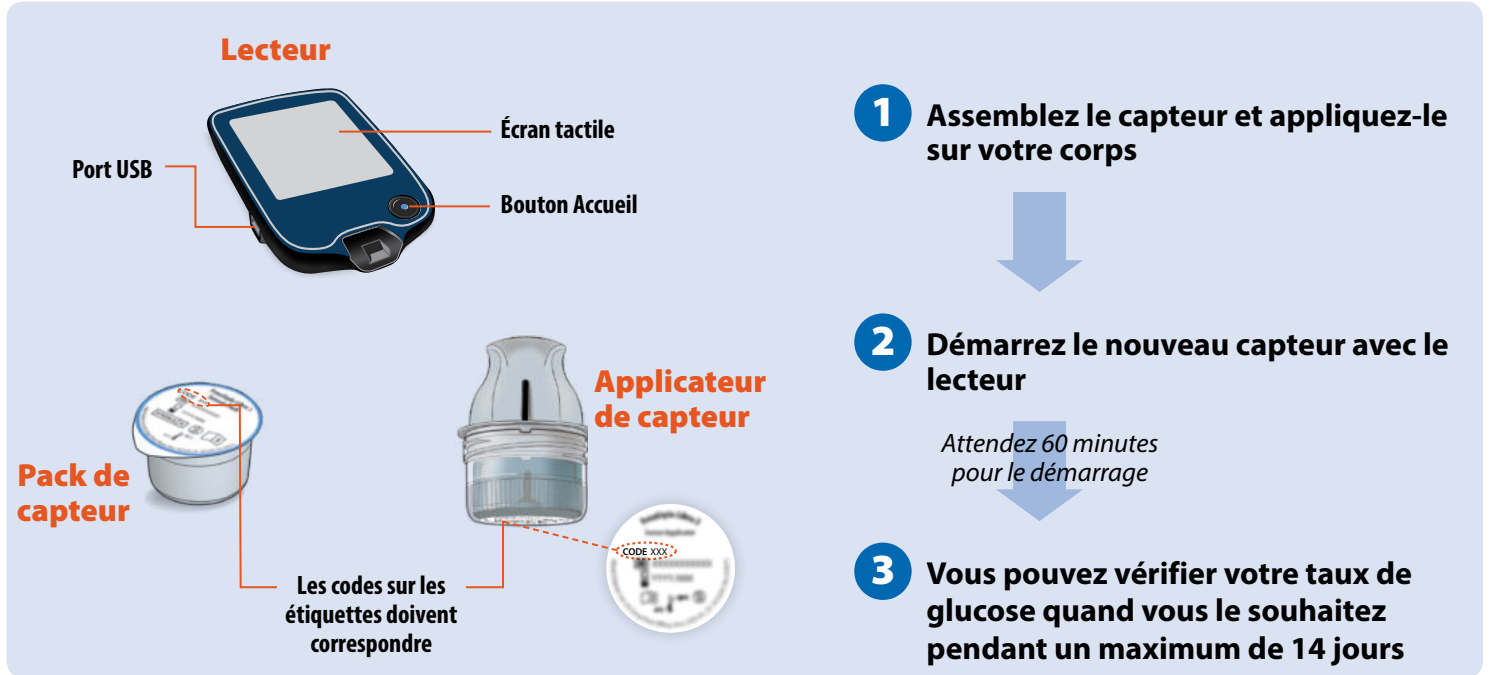 Lecteur
Écran tactile
Port USB
Bouton Accueil
Applicateur
de capteur
Pack de
capteur
CODE
CODE XXX
Les codes sur les
étiquettes doivent
correspondre
1 Assemblez le capteur et appliquez-le
sur votre corps
2 Démarrez le nouveau capteur avec le
lecteur
Attendez 60 minutes
pour le démarrage
3 Vous pouvez vérifier votre taux de
glucose quand vous le souhaitez
pendant un maximum de 14 jours